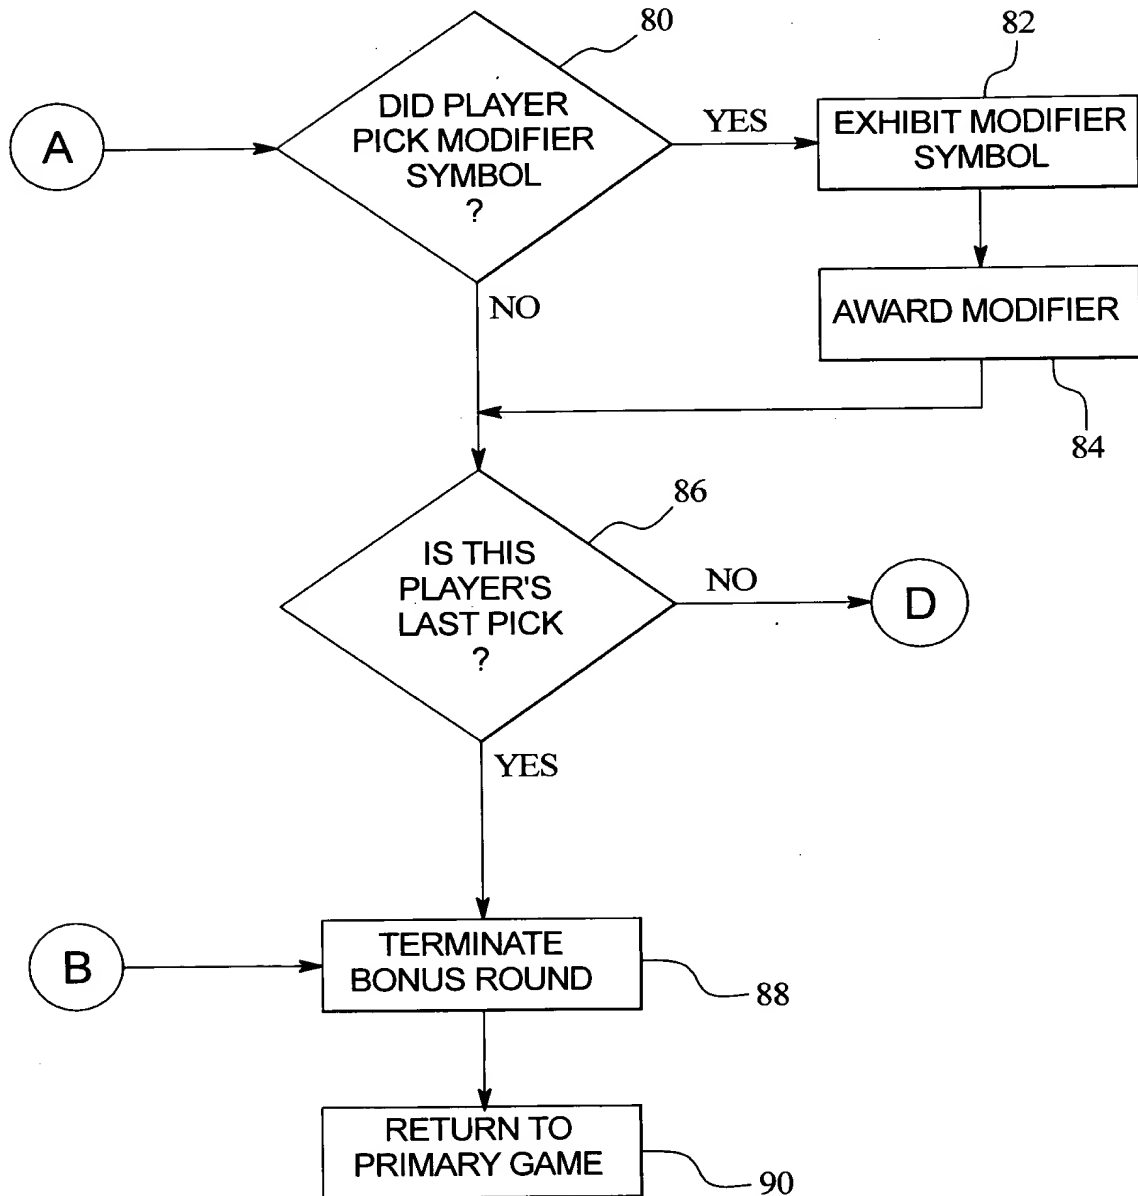 80
82
DID PLAYER
PICK MODIFIER
SYMBOL
?
A
YES
EXHIBIT MODIFIER
SYMBOL
NO
AWARD MODIFIER
84
86
IS THIS
PLAYER'S
LAST PICK
?
NO
D
YES
B
TERMINATE
BONUS ROUND
88
RETURN TO
PRIMARY GAME
90